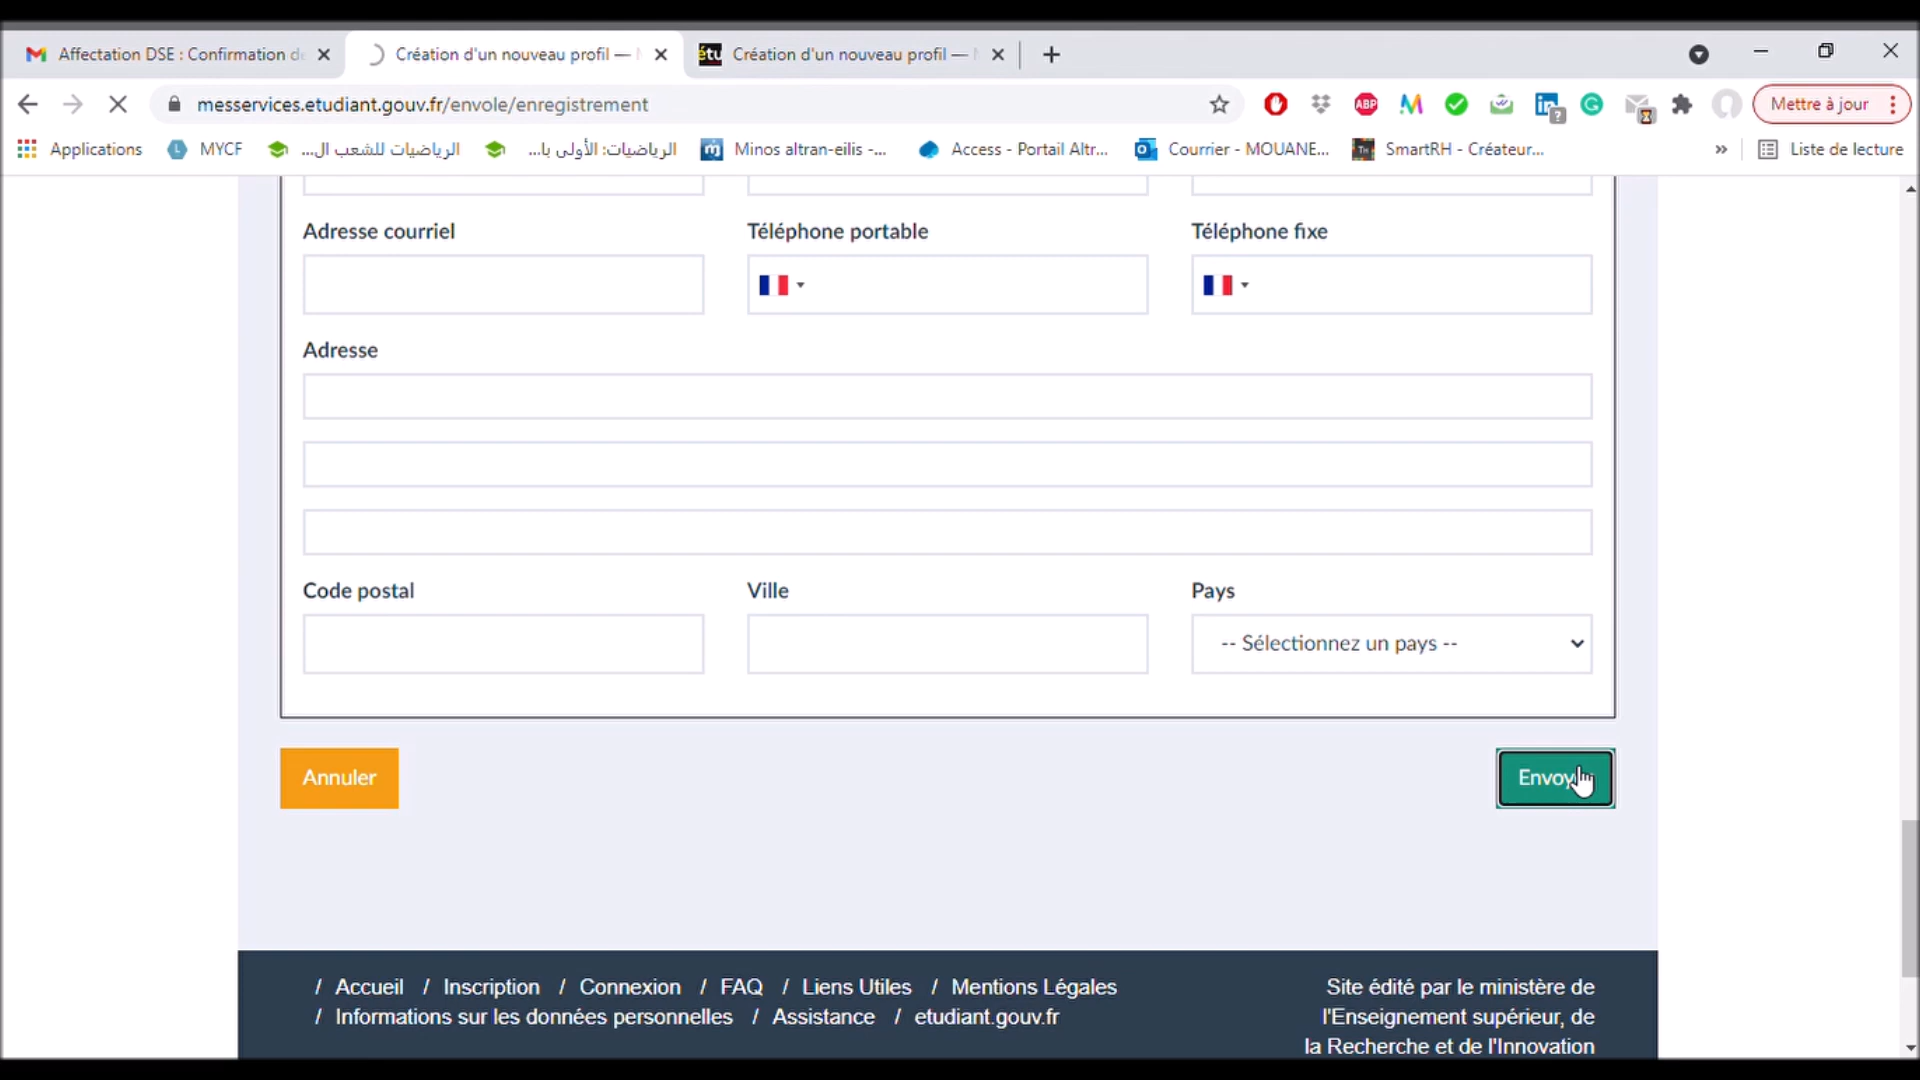 Affectation DSE : Confirmation de
Création d'un nouveau profil —
étu Création d'un nouveau profil —
messervices.etudiant.gouv.fr/envole/enregistrement
ABP
Mettre à jour
Applications
MYCF
الرياضيات للشعب ال...
الرياضيات: الأولى با...
Minos altran-eilis -...
Access - Portail Altr...
Courrier - MOUANE...
SmartRH - Créateur...
»
Liste de lecture
Adresse courriel
Téléphone portable
Téléphone fixe
Adresse
Code postal
Ville
Pays
-- Sélectionnez un pays --
Annuler
Envoy
/ Accueil / Inscription / Connexion / FAQ / Liens Utiles / Mentions Légales
/ Informations sur les données personnelles / Assistance / etudiant.gouv.fr
Site édité par le ministère de
l'Enseignement supérieur, de
la Recherche et de l'Innovation